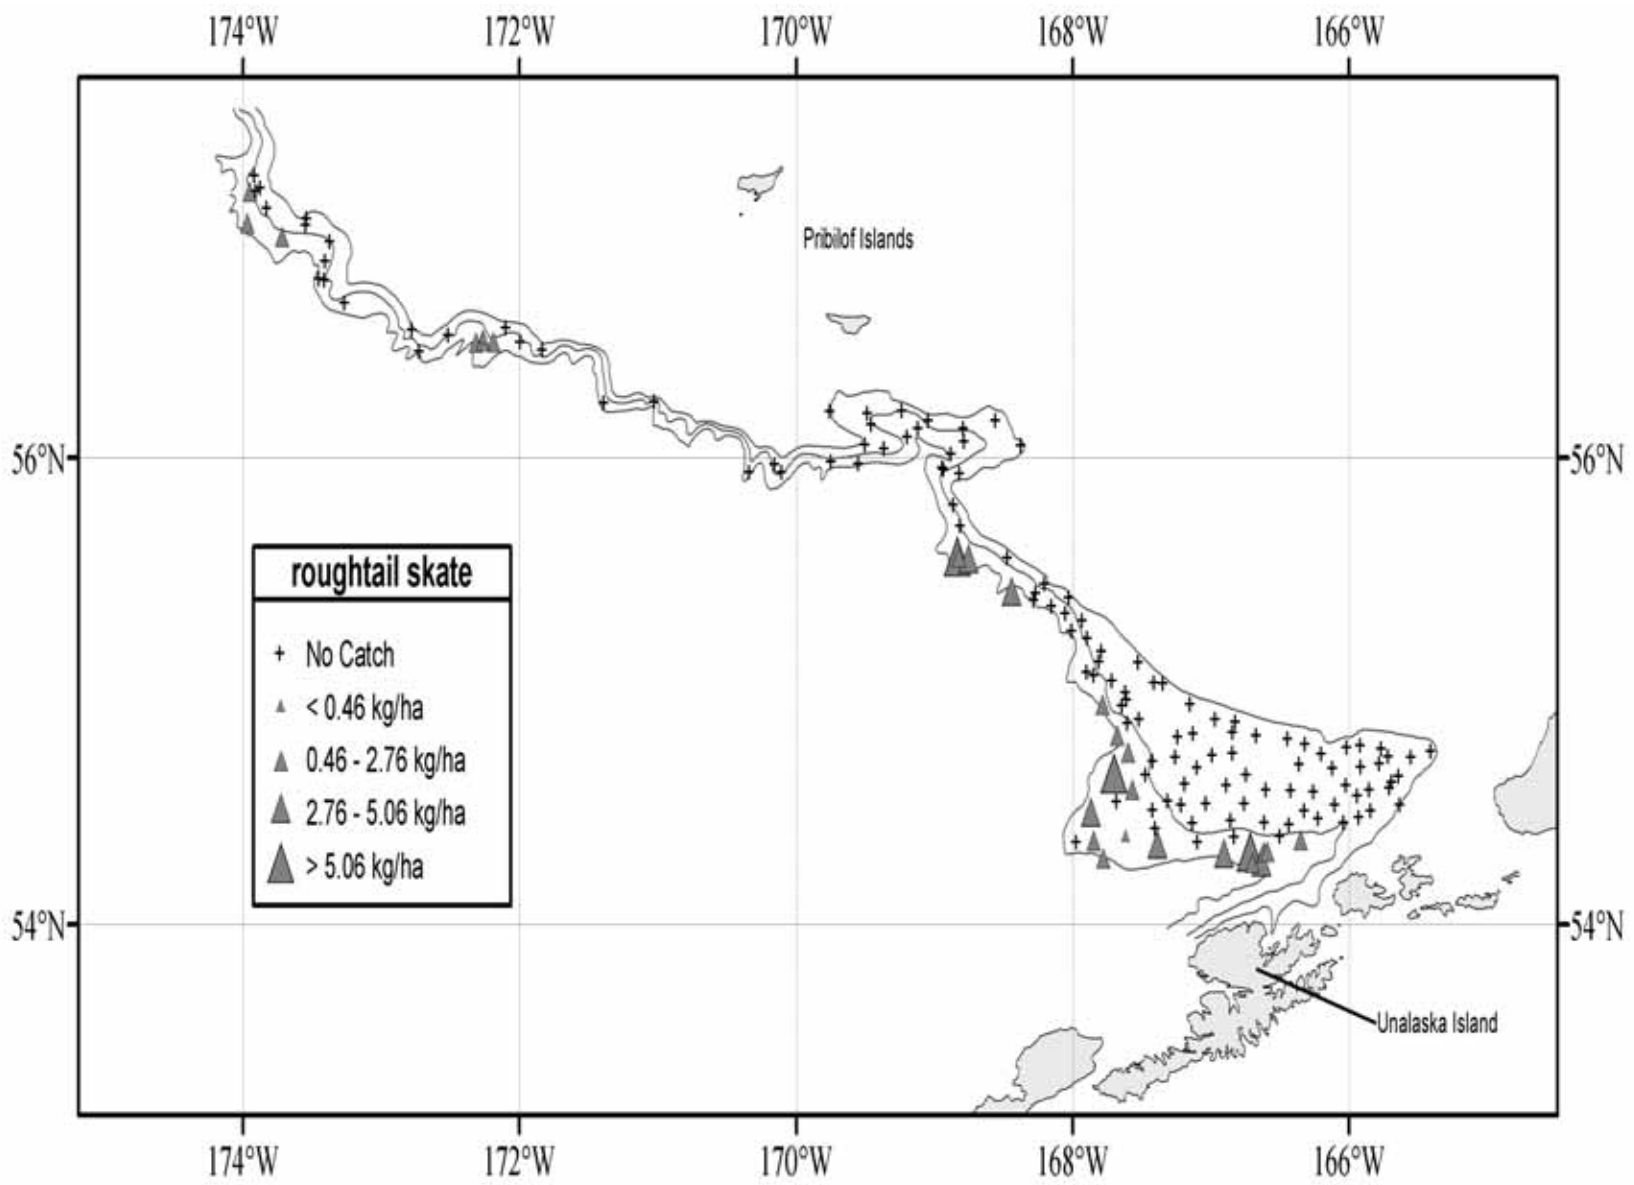 174°W 172°W 170°W 168°W 166°W
Pribilof Islands
56°N 56°N
roughtail skate
No Catch
< 0.46 kg/ha
0.46 - 2.76 kg/ha
2.76 - 5.06 kg/ha
> 5.06 kg/ha
54°N 54°N
Unalaska Island
174°W 172°W 170°W 168°W 166°W